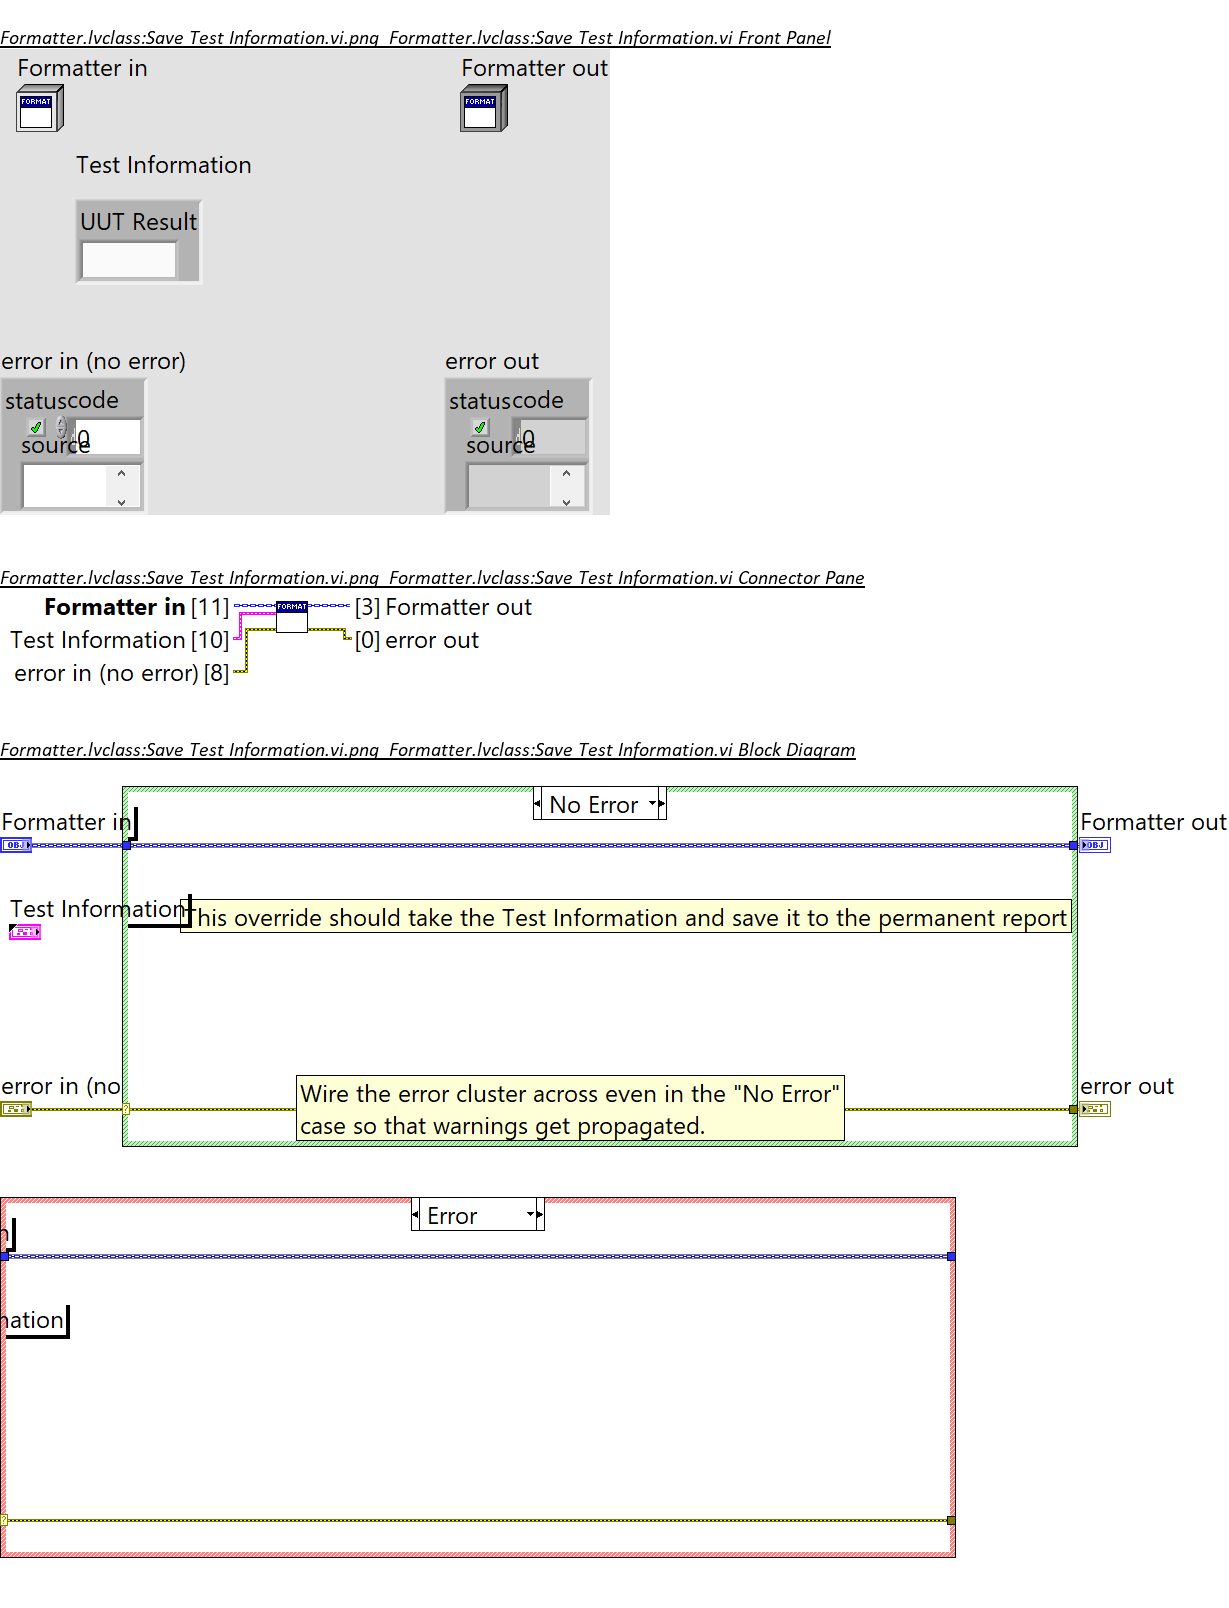 Formatter.lvclass:Save Test Information.vi.png Formatter.lvclass:Save Test Information.vi Front Panel
Formatter in
Formatter out
FORMAT
FORMAT
Test Information
UUT Result
error in (no error)
error out
status code
status code
0
0
source
source
Formatter.lvclass:Save Test Information.vi.png Formatter.lvclass:Save Test Information.vi Connector Pane
Formatter in [11]
FORMAT
[3] Formatter out
Test Information [10]
[0] error out
error in (no error) [8]
Formatter.lvclass:Save Test Information.vi.png Formatter.lvclass:Save Test Information.vi Block Diagram
No Error
Formatter in
Formatter out
OBJ
OBJ
Test Information
This override should take the Test Information and save it to the permanent report
error in (no
Wire the error cluster across even in the "No Error"
case so that warnings get propagated.
error out
?
Error
n
mation
?